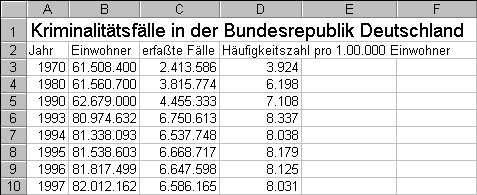 A B C D E F
1 Kriminalitätsfälle in der Bundesrepublik Deutschland
2 Jahr Einwohner erfaßte Fälle Häufigkeitszahl pro 1.00.000 Einwohner
3 1970 61.508.400 2.413.586 3.924
4 1980 61.560.700 3.815.774 6.198
5 1990 62.679.000 4.455.333 7.108
6 1993 80.974.632 6.750.613 8.337
7 1994 81.338.093 6.537.748 8.038
8 1995 81.538.603 6.668.717 8.179
9 1996 81.817.499 6.647.598 8.125
10 1997 82.012.162 6.586.165 8.031